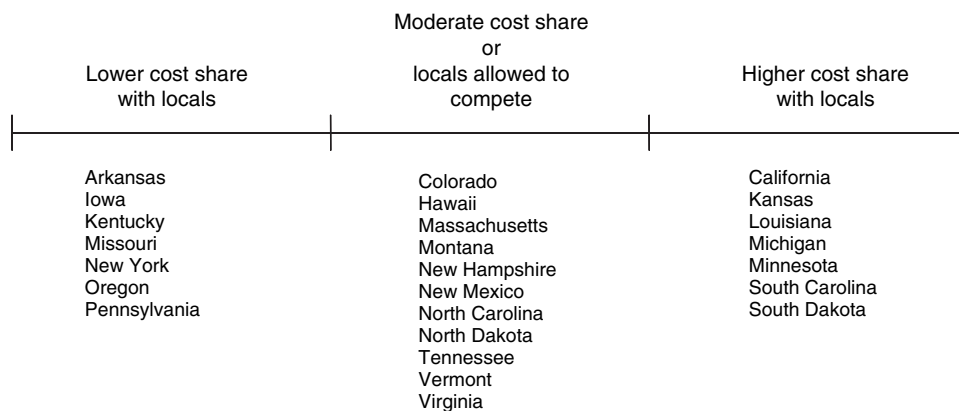 Lower cost share
with locals
Moderate cost share
or
locals allowed to
compete
Higher cost share
with locals
Arkansas
Iowa
Kentucky
Missouri
New York
Oregon
Pennsylvania
Colorado
Hawaii
Massachusetts
Montana
New Hampshire
New Mexico
North Carolina
North Dakota
Tennessee
Vermont
Virginia
California
Kansas
Louisiana
Michigan
Minnesota
South Carolina
South Dakota